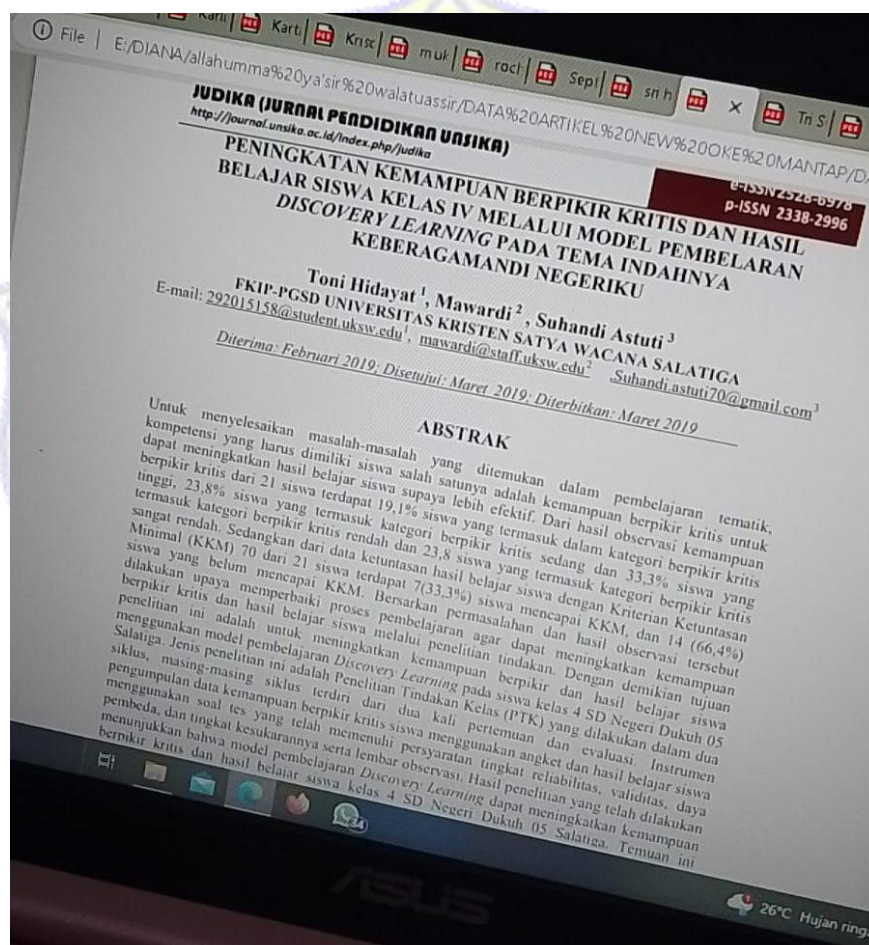 Karti
Krisc
muk
roch
Sept
sri h
Tri S
File | E:/DIANA/allahumma%20ya'sir%20walatuassir/DATA%20ARTIKEL%20NEW%20OKE%20MANTAP/D
JUDIKA (JURNAL PENDIDIKAN UNSIKA)
http://journal.unsika.ac.id/index.php/judika
e-ISSN 2528-6978
p-ISSN 2338-2996
PENINGKATAN KEMAMPUAN BERPIKIR KRITIS DAN HASIL
BELAJAR SISWA KELAS IV MELALUI MODEL PEMBELARAN
DISCOVERY LEARNING PADA TEMA INDAHNYA
KEBERAGAMANDI NEGERIKU
Toni Hidayat 1, Mawardi 2, Suhandi Astuti 3
FKIP-PGSD UNIVERSITAS KRISTEN SATYA WACANA SALATIGA
E-mail: 292015158@student.uksw.edu1, mawardi@staff.uksw.edu2 ,Suhandi.astuti70@gmail.com3
Diterima: Februari 2019; Disetujui: Maret 2019; Diterbitkan: Maret 2019
ABSTRAK
Untuk menyelesaikan masalah-masalah yang ditemukan dalam pembelajaran tematik,
kompetensi yang harus dimiliki siswa salah satunya adalah kemampuan berpikir kritis untuk
dapat meningkatkan hasil belajar siswa supaya lebih efektif. Dari hasil observasi kemampuan
berpikir kritis dari 21 siswa terdapat 19,1% siswa yang termasuk dalam kategori berpikir kritis
tinggi, 23,8% siswa yang termasuk kategori berpikir kritis sedang dan 33,3% siswa yang
termasuk kategori berpikir kritis rendah dan 23,8 siswa yang termasuk kategori berpikir kritis
sangat rendah. Sedangkan dari data ketuntasan hasil belajar siswa dengan Kriterian Ketuntasan
Minimal (KKM) 70 dari 21 siswa terdapat 7(33,3%) siswa mencapai KKM, dan 14 (66,4%)
siswa yang belum mencapai KKM. Bersarkan permasalahan dan hasil observasi tersebut
dilakukan upaya memperbaiki proses pembelajaran agar dapat meningkatkan kemampuan
berpikir kritis dan hasil belajar siswa melalui penelitian tindakan. Dengan demikian tujuan
penelitian ini adalah untuk meningkatkan kemampuan berpikir dan hasil belajar siswa
menggunakan model pembelajaran Discovery Learning pada siswa kelas 4 SD Negeri Dukuh 05
Salatiga. Jenis penelitian ini adalah Penelitian Tindakan Kelas (PTK) yang dilakukan dalam dua
siklus, masing-masing siklus terdiri dari dua kali pertemuan dan evaluasi. Instrumen
pengumpulan data kemampuan berpikir kritis siswa menggunakan angket dan hasil belajar siswa
menggunakan soal tes yang telah memenuhi persyaratan tingkat reliabilitas, validitas, daya
pembeda, dan tingkat kesukarannya serta lembar observasi. Hasil penelitian yang telah dilakukan
menunjukkan bahwa model pembelajaran Discovery Learning dapat meningkatkan kemampuan
berpikir kritis dan hasil belajar siswa kelas 4 SD Negeri Dukuh 05 Salatiga. Temuan ini
34
26°C Hujan ring
ASUS